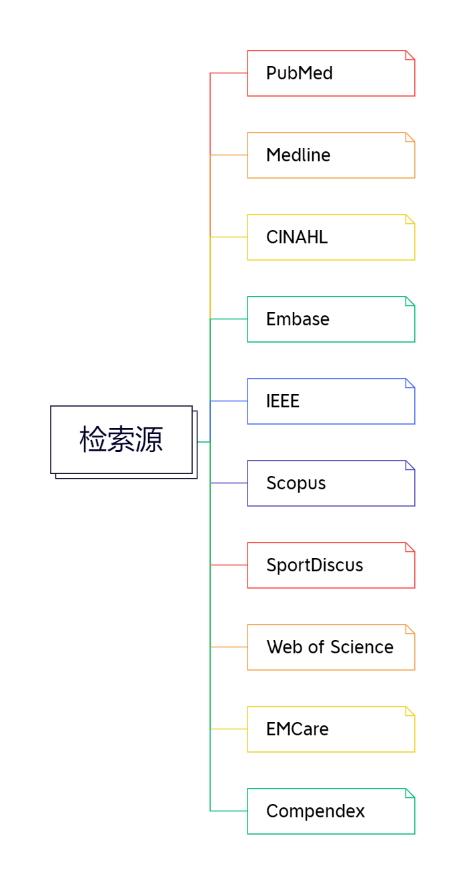 PubMed
Medline
CINAHL
Embase
IEEE
检索源
Scopus
SportDiscus
Web of Science
EMCare
Compendex